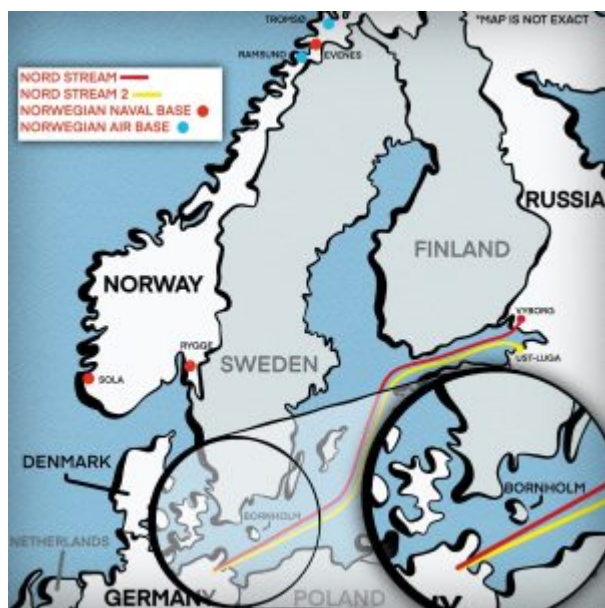 TROMSØ
*MAP IS NOT EXACT
RAMSUND
EVENES
NORD STREAM
NORD STREAM 2
NORWEGIAN NAVAL BASE
NORWEGIAN AIR BASE
RUSSIA
FINLAND
NORWAY
VYBORG
RYGGE
SWEDEN
UST-LUGA
SOLA
DENMARK
BORNHOLM
BORNHOLM
NETHERLANDS
GERMANY
POLAND
NY